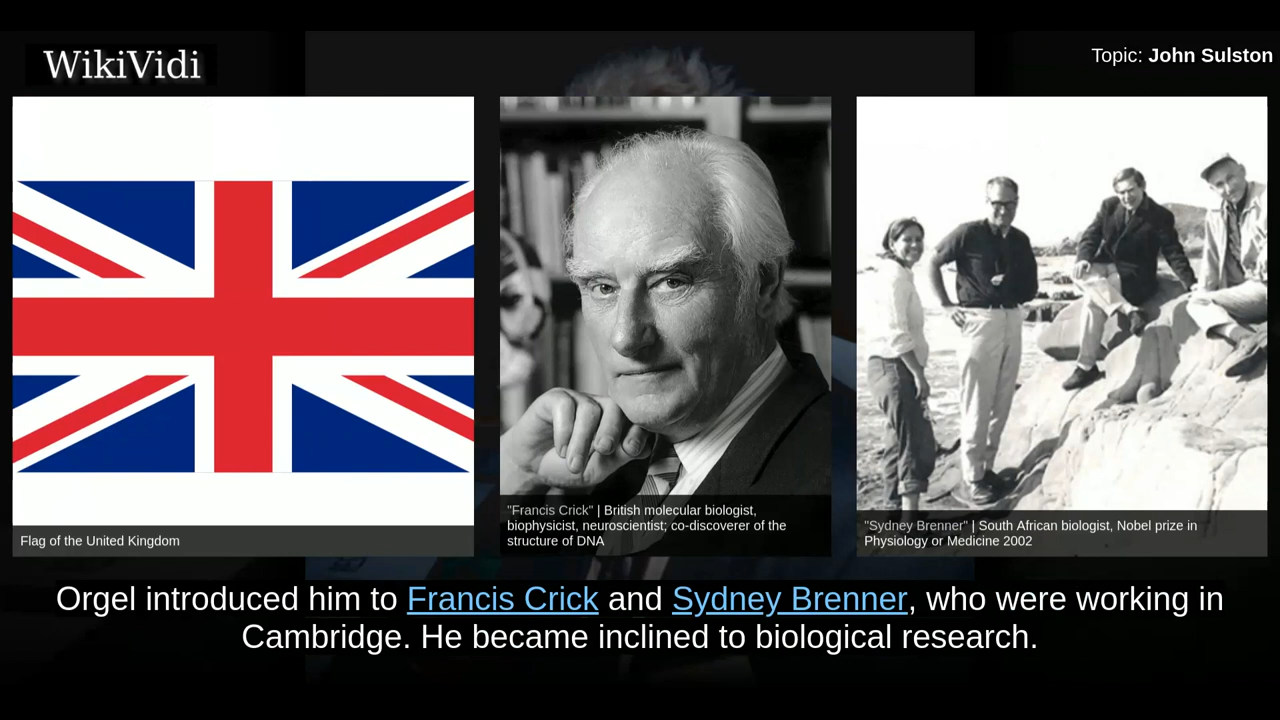 WikiVidi
Topic: John Sulston
Flag of the United Kingdom
"Francis Crick" | British molecular biologist,
biophysicist, neuroscientist; co-discoverer of the
structure of DNA
"Sydney Brenner" | South African biologist, Nobel prize in
Physiology or Medicine 2002
Orgel introduced him to Francis Crick and Sydney Brenner, who were working in
Cambridge. He became inclined to biological research.